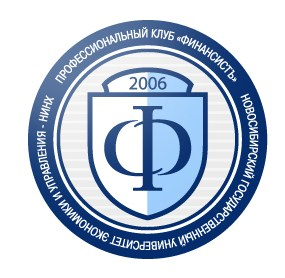 ПРОФЕССИОНАЛЬНЫЙ КЛУБ «ФИНАНСИСТЪ»
НОВОСИБИРСКИЙ ГОСУДАРСТВЕННЫЙ УНИВЕРСИТЕТ ЭКОНОМИКИ И УПРАВЛЕНИЯ - НИНХ
2006
Ф